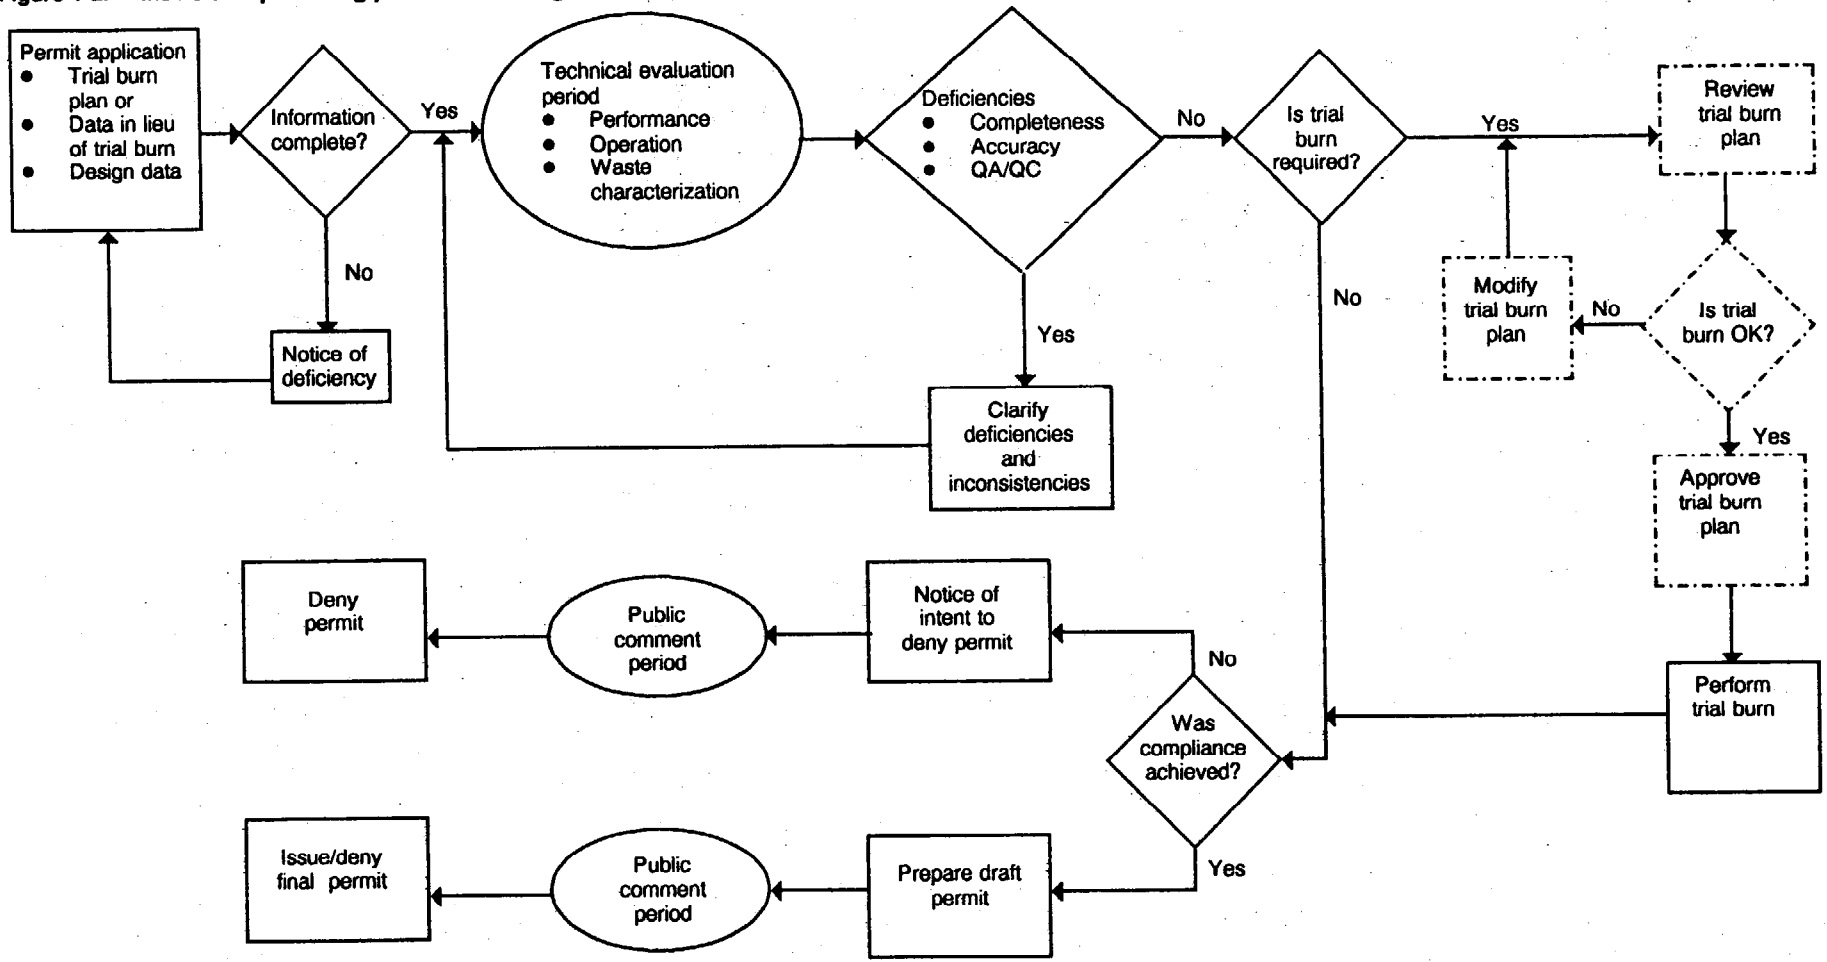 Permit application
● Trial burn
plan or
● Data in lieu
of trial burn
● Design data
Information
complete?
Yes
No
Notice of
deficiency
Technical evaluation
period
● Performance
● Operation
● Waste
characterization
Deficiencies
● Completeness
● Accuracy
● QA/QC
No
Yes
Clarify
deficiencies
and
inconsistencies
Is trial
burn
required?
Yes
No
Review
trial burn
plan
Is trial
burn OK?
No
Modify
trial burn
plan
Yes
Approve
trial burn
plan
Perform
trial burn
Was
compliance
achieved?
No
Notice of
intent to
deny permit
Public
comment
period
Deny
permit
Yes
Prepare draft
permit
Public
comment
period
Issue/deny
final permit